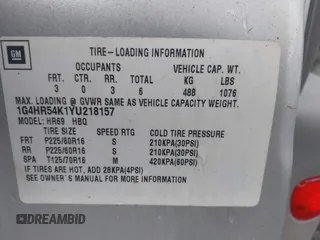 GM
TIRE-LOADING INFORMATION
OCCUPANTS VEHICLE CAP. WT.
FRT. CTR. RR. TOTAL KG LBS
3 0 3 6 488 1076
MAX. LOADING @ GVWR SAME AS VEHICLE CAPACITY WT.
1G4HR54K1YU218157
MODEL: HR69 HBQ
TIRE SIZE SPEED RTG COLD TIRE PRESSURE
FRT P225/60R16 S 210KPA(30PSI)
RR P225/60R16 S 210KPA(30PSI)
SPA T125/70R16 M 420KPA(60PSI)
IF TIRES ARE HOT, ADD 28KPA(4PSI)
SEE OWNER'S MANUAL FOR MORE INFORMATION